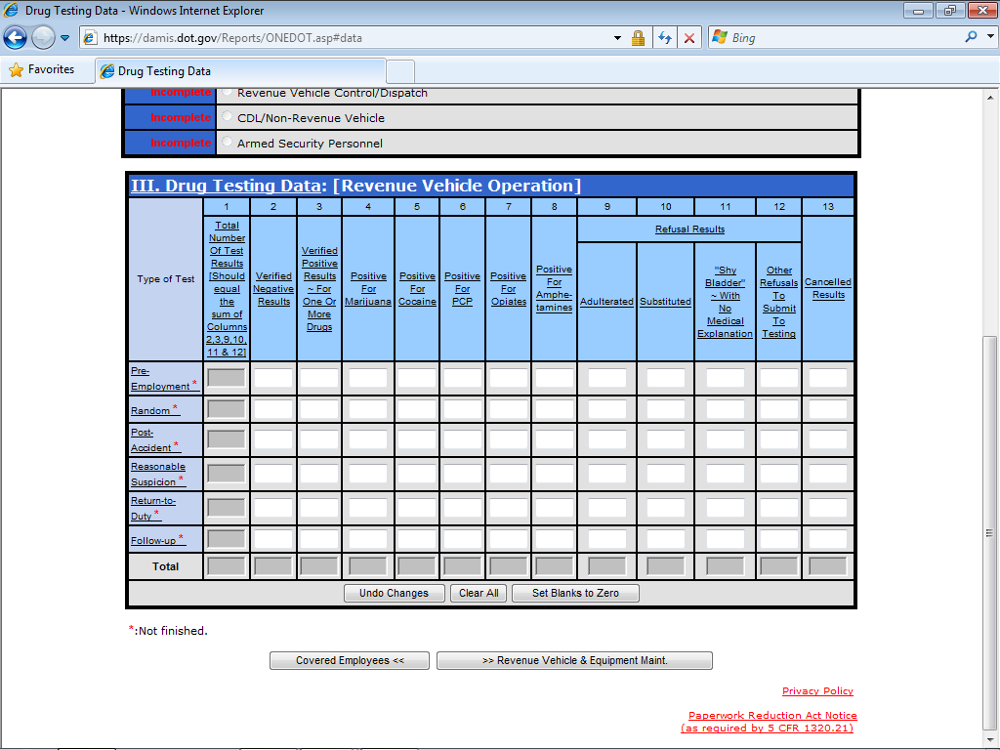 Drug Testing Data - Windows Internet Explorer
https://damis.dot.gov/Reports/ONEDOT.asp#data
Bing
Favorites
Drug Testing Data
Incomplete Revenue Vehicle Control/Dispatch
Incomplete CDL/Non-Revenue Vehicle
Incomplete Armed Security Personnel
III. Drug Testing Data: [Revenue Vehicle Operation]
1 2 3 4 5 6 7 8 9 10 11 12 13
Type of Test
Total
Number
Of Test
Results
[Should
equal
the
sum of
Columns
2,3,9,10,
11 & 12]
Verified
Negative
Results
Verified
Positive
Results
~ For
One Or
More
Drugs
Positive
For
Marijuana
Positive
For
Cocaine
Positive
For
PCP
Positive
For
Opiates
Positive
For
Amphe-
tamines
Refusal Results
Adulterated
Substituted
"Shy
Bladder"
~ With
No
Medical
Explanation
Other
Refusals
To
Submit
To
Testing
Cancelled
Results
Pre-
Employment *
Random *
Post-
Accident *
Reasonable
Suspicion *
Return-to-
Duty *
Follow-up *
Total
Undo Changes Clear All Set Blanks to Zero
*:Not finished.
Covered Employees << >> Revenue Vehicle & Equipment Maint.
Privacy Policy
Paperwork Reduction Act Notice
(as required by 5 CFR 1320.21)